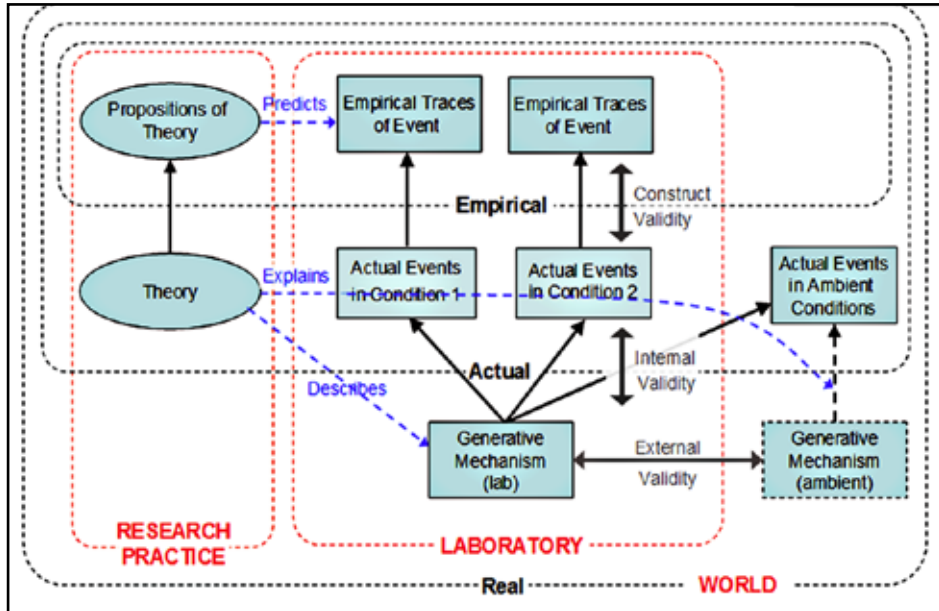 Propositions of
Theory
Predicts
Empirical Traces
of Event
Empirical Traces
of Event
Construct
Validity
Empirical
Theory
Explains
Actual Events
in Condition 1
Actual Events
in Condition 2
Actual Events
in Ambient
Conditions
Internal
Validity
Actual
Describes
Generative
Mechanism
(lab)
External
Validity
Generative
Mechanism
(ambient)
RESEARCH
PRACTICE
LABORATORY
Real
WORLD